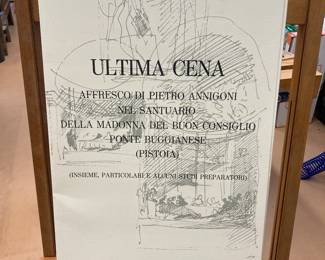 ULTIMA CENA
AFFRESCO DI PIETRO ANNIGONI
NEL SANTUARIO
DELLA MADONNA DEL BUON CONSIGLIO
PONTE BUGGIANESE
(PISTOIA)
(INSIEME, PARTICOLARI E ALCUNI STUDI PREPARATORI)